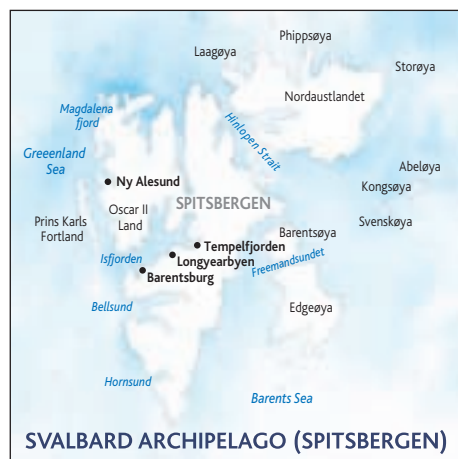 Phippsøya
Laagøya
Storøya
Nordaustlandet
Magdalena
fjord
Hinlopen Strait
Greeenland
Sea
Abeløya
Kongsøya
Ny Alesund
SPITSBERGEN
Oscar II
Land
Prins Karls
Fortland
Svenskøya
Barentsøya
Tempelfjorden
Longyearbyen
Isfjorden
Freemandsundet
Barentsburg
Bellsund
Edgeøya
Hornsund
Barents Sea
SVALBARD ARCHIPELAGO (SPITSBERGEN)